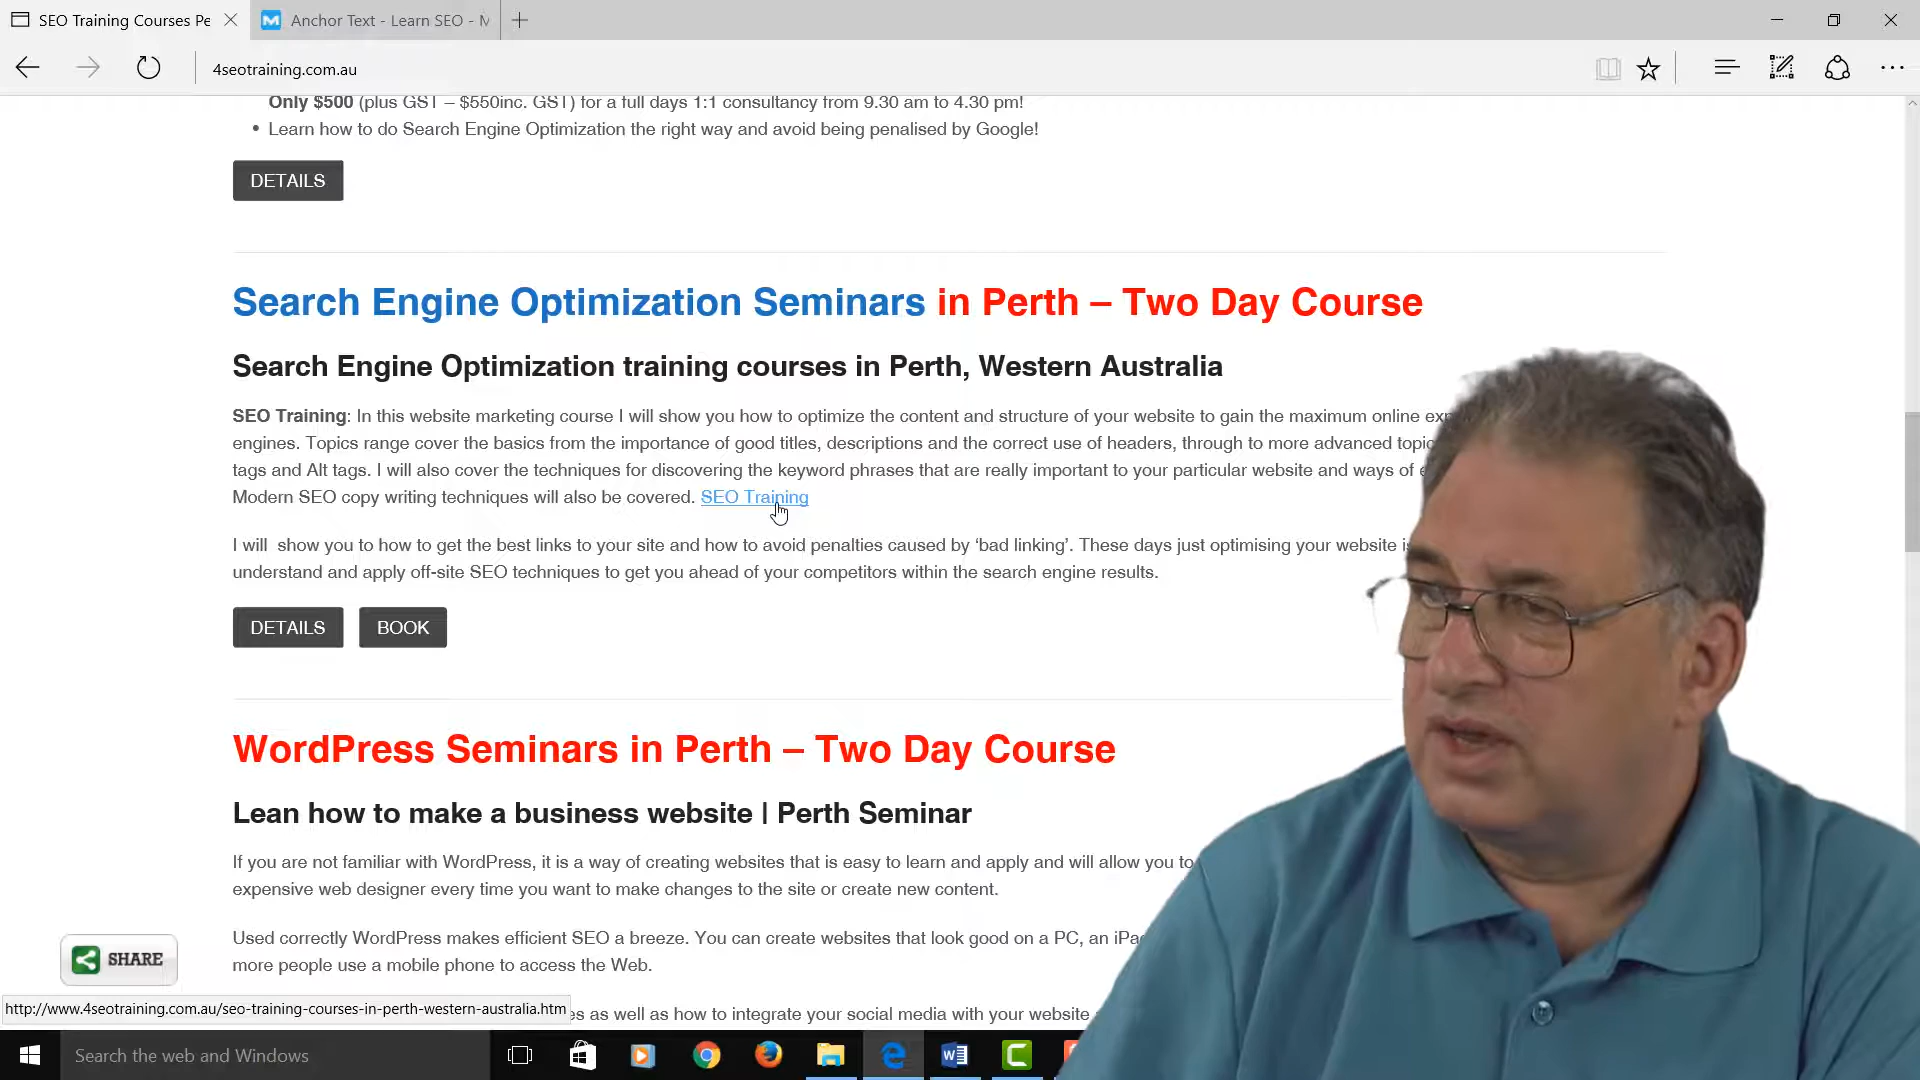 SEO Training Courses Pe
Anchor Text - Learn SEO - M
4seotraining.com.au
Only $500 (plus GST – $550inc. GST) for a full days 1:1 consultancy from 9.30 am to 4.30 pm!
• Learn how to do Search Engine Optimization the right way and avoid being penalised by Google!
DETAILS
Search Engine Optimization Seminars in Perth – Two Day Course
Search Engine Optimization training courses in Perth, Western Australia
SEO Training: In this website marketing course I will show you how to optimize the content and structure of your website to gain the maximum online
engines. Topics range cover the basics from the importance of good titles, descriptions and the correct use of headers, through to more advanced
tags and Alt tags. I will also cover the techniques for discovering the keyword phrases that are really important to your particular website and ways of
Modern SEO copy writing techniques will also be covered. SEO Training
I will show you to how to get the best links to your site and how to avoid penalties caused by ‘bad linking’. These days just optimising your website
understand and apply off-site SEO techniques to get you ahead of your competitors within the search engine results.
DETAILS BOOK
WordPress Seminars in Perth – Two Day Course
Lean how to make a business website | Perth Seminar
If you are not familiar with WordPress, it is a way of creating websites that is easy to learn and apply and will allow you to
expensive web designer every time you want to make changes to the site or create new content.
Used correctly WordPress makes efficient SEO a breeze. You can create websites that look good on a PC, an
more people use a mobile phone to access the Web.
SHARE
http://www.4seotraining.com.au/seo-training-courses-in-perth-western-australia.htm
as well as how to integrate your social media with your website
Search the web and Windows